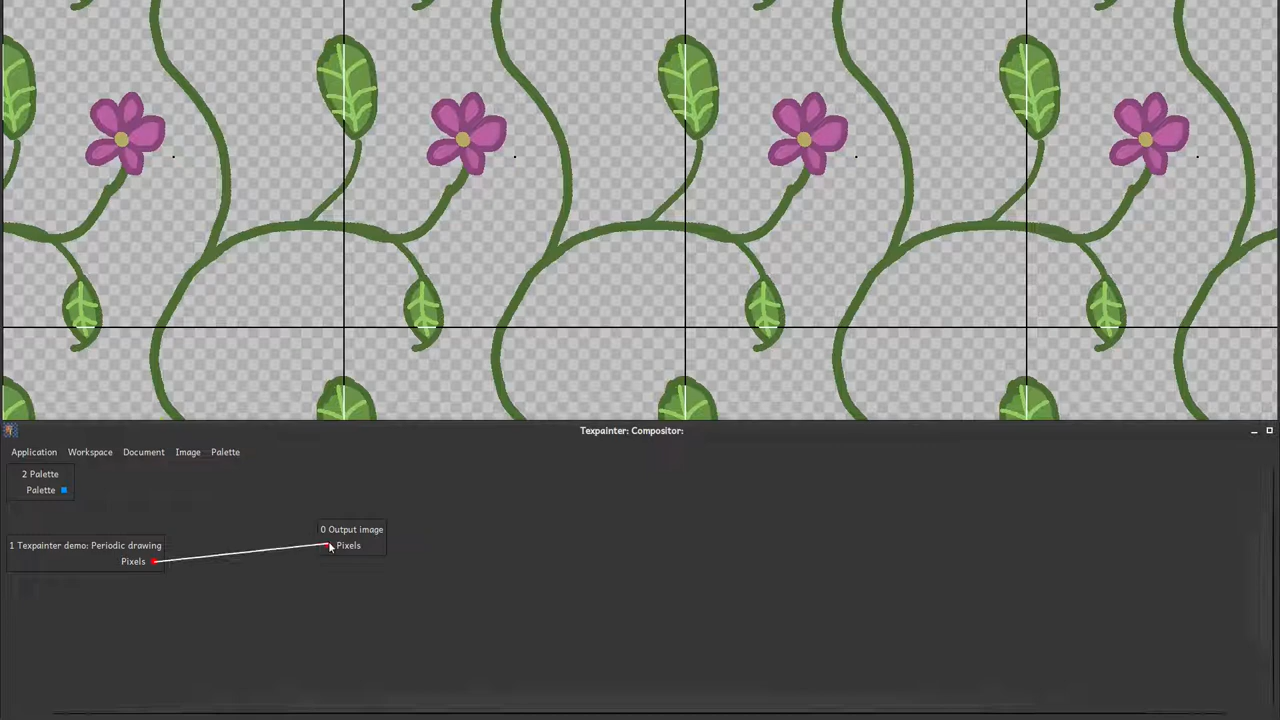 Texpainter: Compositor:
Application Workspace Document Image Palette
2 Palette
Palette
0 Output image
Pixels
1 Texpainter demo: Periodic drawing
Pixels